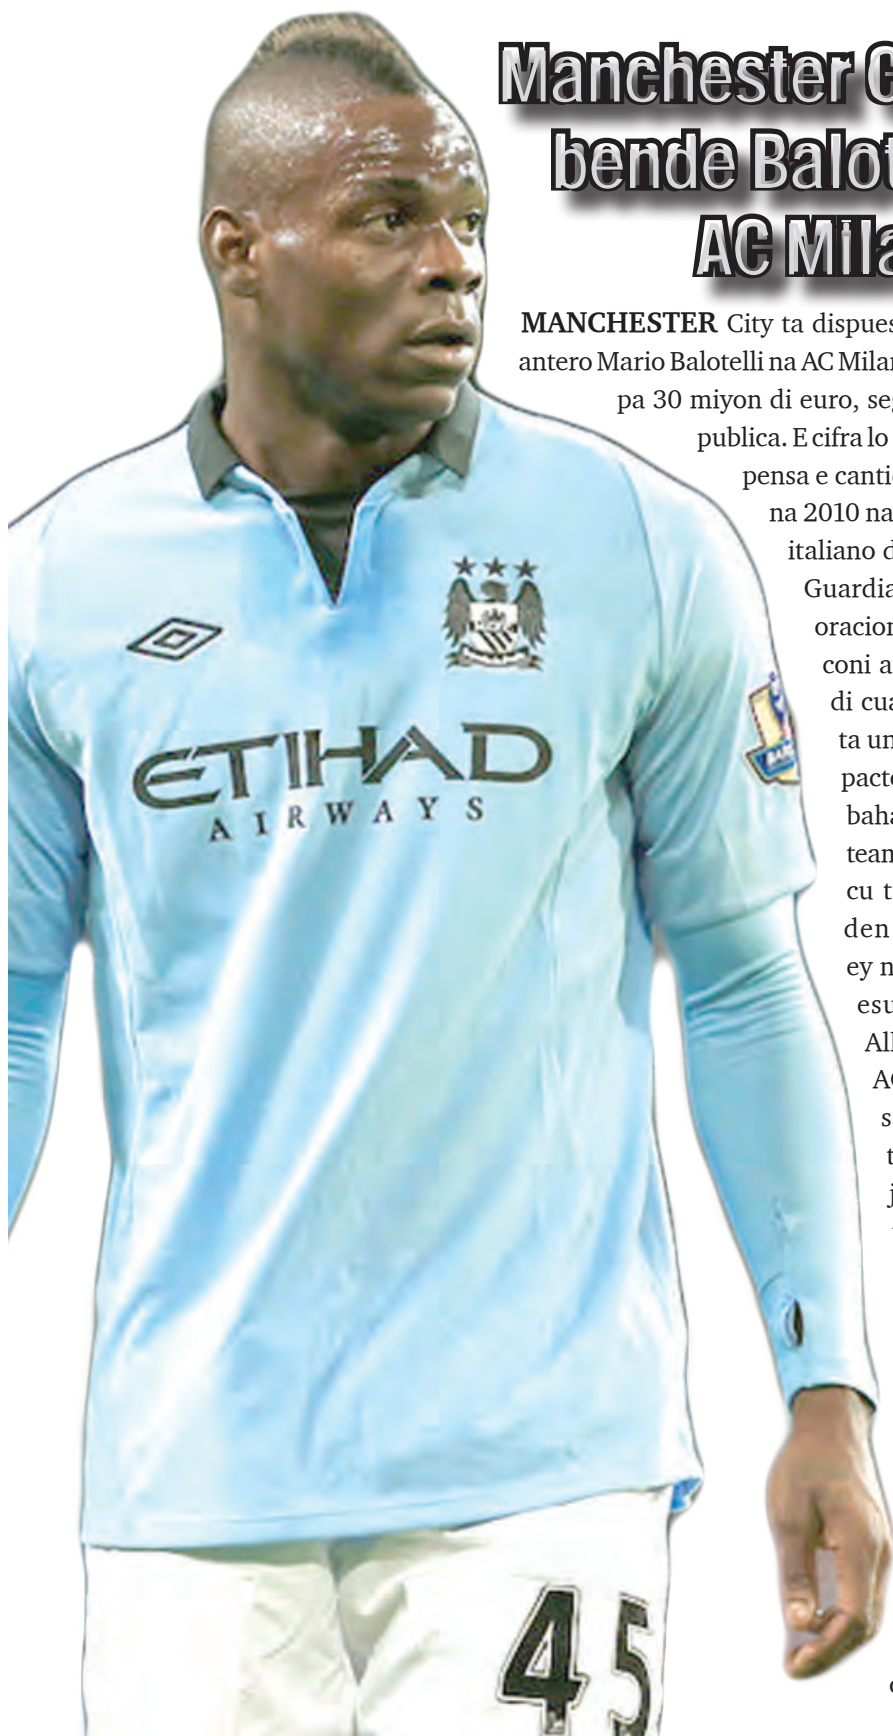 Manchester C
bende Balot
AC Mila
MANCHESTER City ta dispues
antero Mario Balotelli na AC Milan
pa 30 miyon di euro, seg
publica. E cifra lo
pensa e canti
na 2010 na
italiano d
Guardia
oracion
coni a
di cua
ta un
pact
baha
team
cu t
den
ey n
esu
All
AC
s
t
j
ETIHAD
AIRWAYS
45